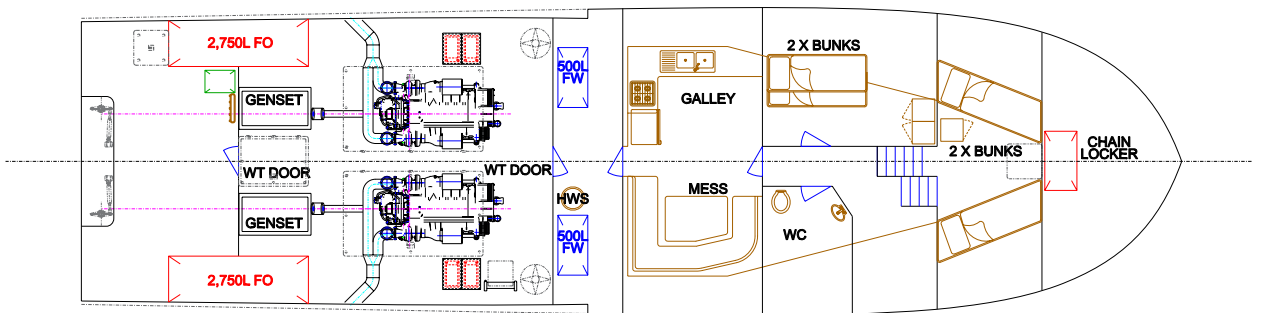 2,750L FO
GENSET
WT DOOR
GENSET
2,750L FO
WT DOOR
500L
FW
HWS
500L
FW
GALLEY
MESS
2 X BUNKS
WC
2 X BUNKS
CHAIN
LOCKER